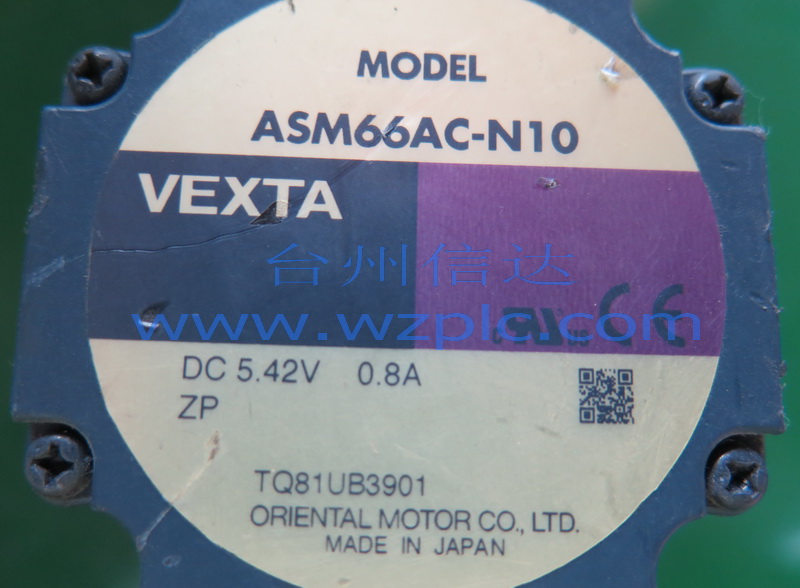 MODEL
ASM66AC-N10
VEXTA
台州信达
www.wzplc.com
CE
DC 5.42V 0.8A
ZP
TQ81UB3901
ORIENTAL MOTOR CO., LTD.
MADE IN JAPAN